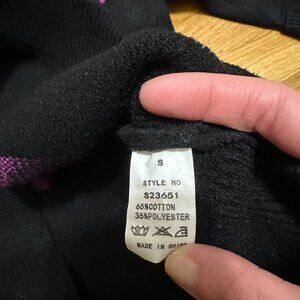 S
STYLE NO
S23651
65%COTTON
35%POLYESTER
MADE IN CHINA